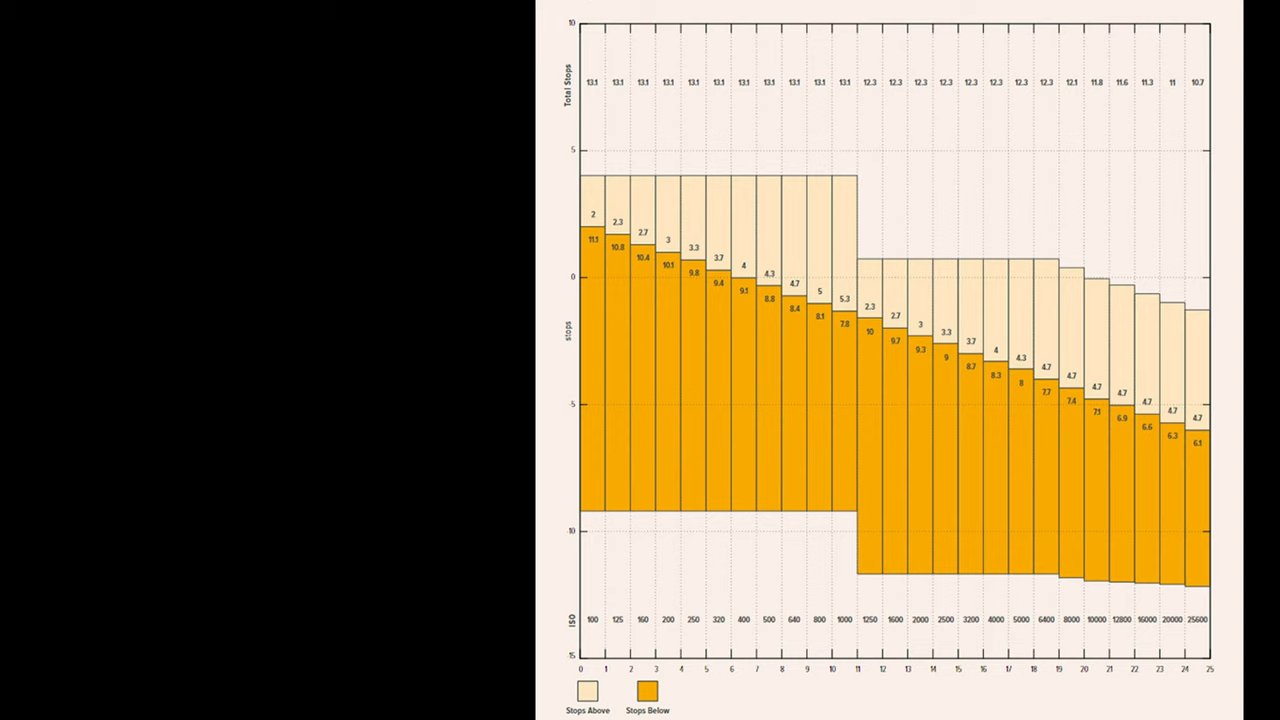 10
Total Stops
13.1 13.1 13.1 13.1 13.1 13.1 13.1 13.1 13.1 13.1 13.1 12.3 12.3 12.3 12.3 12.3 12.3 12.3 12.3 12.1 11.8 11.6 11.3 11 10.7
5
2 2.3 2.7 3 3.3 3.7 4 4.3 4.7 5 5.3 2.3 2.7 3 3.3 3.7 4 4.3 4.7 4.7 4.7 4.7 4.7 4.7 4.7
11.1 10.8 10.4 10.1 9.8 9.4 9.1 8.8 8.4 8.1 7.8 10 9.7 9.3 9 8.7 8.3 8 7.7 7.4 7.1 6.9 6.6 6.3 6.1
0
stops
-5
-10
ISO
100 125 160 200 250 320 400 500 640 800 1000 1250 1600 2000 2500 3200 4000 5000 6400 8000 10000 12800 16000 20000 25600
-15
0 1 2 3 4 5 6 7 8 9 10 11 12 13 14 15 16 17 18 19 20 21 22 23 24 25
Stops Above Stops Below